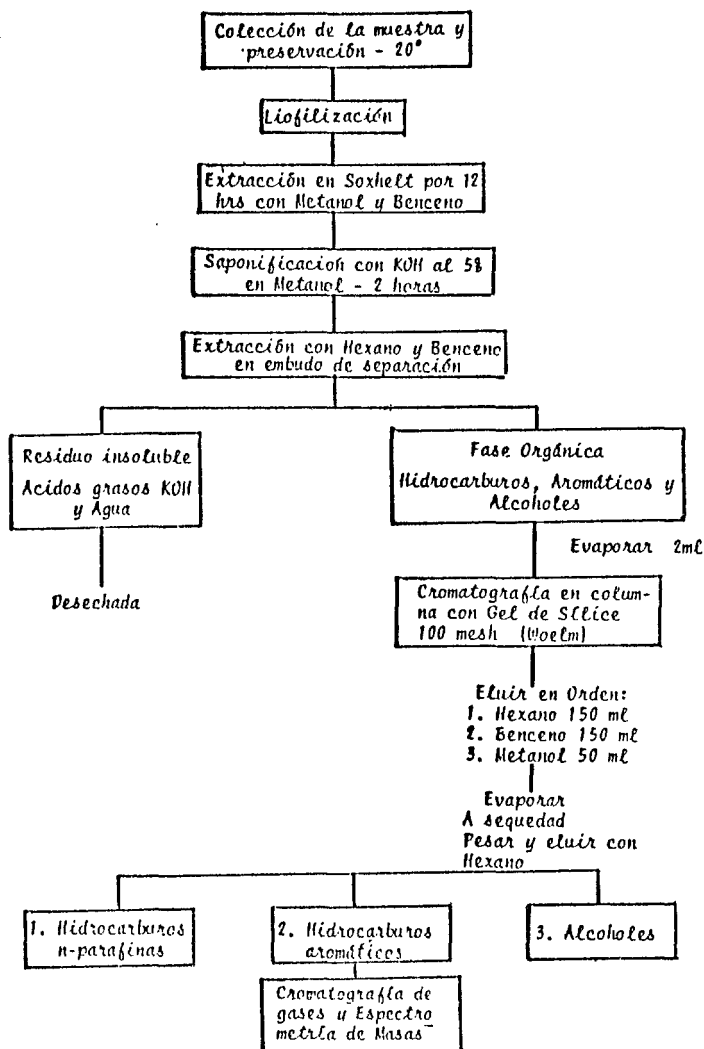 Colección de la muestra y
preservación - 20°
Liofilización
Extracción en Soxhelt por 12
hrs con Metanol y Benceno
Saponificación con KOH al 5%
en Metanol - 2 horas
Extracción con Hexano y Benceno
en embudo de separación
Residuo insoluble
Acidos grasos KOH
y Agua
Desechada
Fase Orgánica
Hidrocarburos, Aromáticos y
Alcoholes
Evaporar 2ml
Cromatografía en colum-
na con Gel de Sílice
100 mesh (Woelm)
Eluir en Orden:
1. Hexano 150 ml
2. Benceno 150 ml
3. Metanol 50 ml
Evaporar
A sequedad
Pesar y eluir con
Hexano
1. Hidrocarburos
n-parafinas
2. Hidrocarburos
aromáticos
3. Alcoholes
Cromatografía de
gases y Espectro
metría de Masas